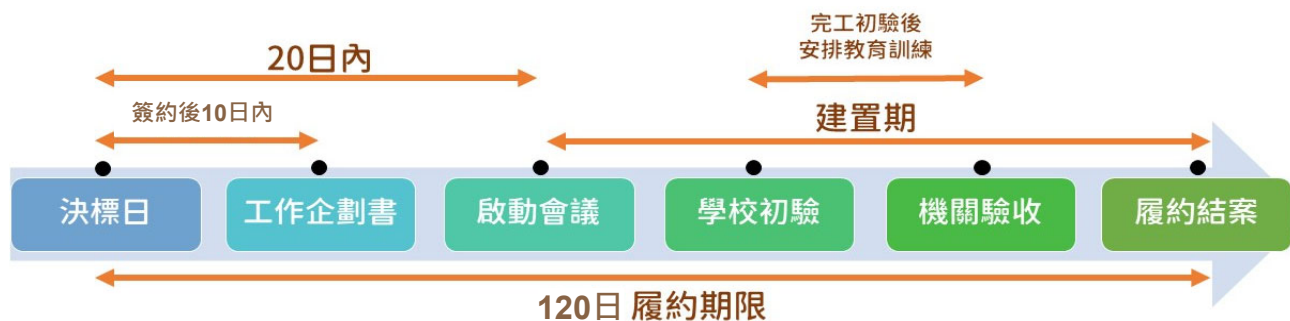 完工初驗後
安排教育訓練
20日內
簽約後10日內
建置期
決標日
工作企劃書
啟動會議
學校初驗
機關驗收
履約結案
120日 履約期限